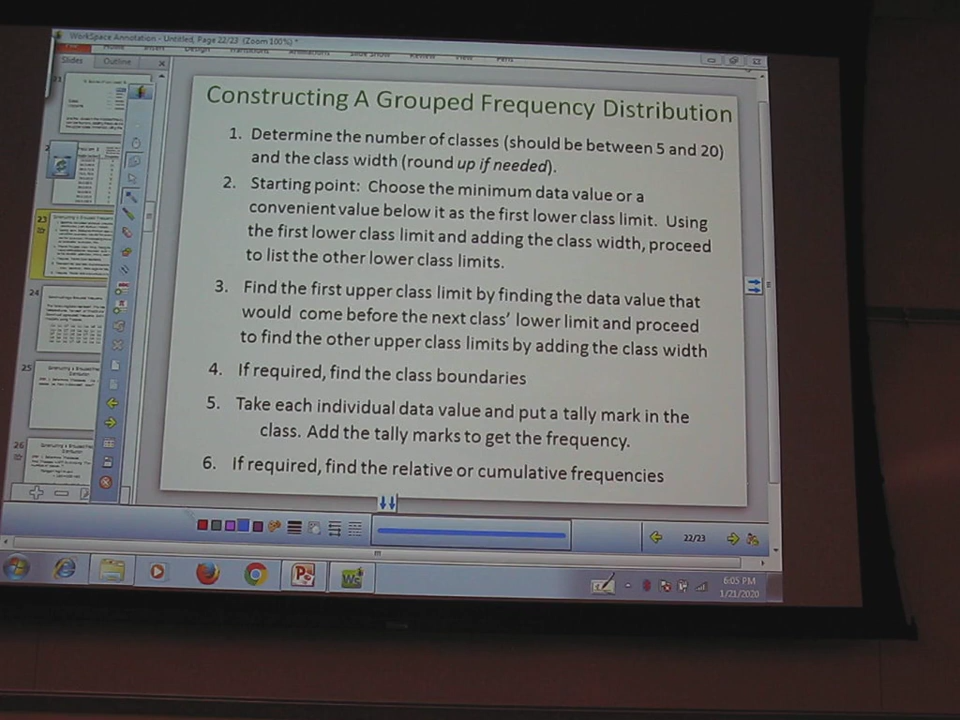 WorkSpace Annotation - Untitled, Page 22/23 (Zoom 100%) *
Slides Outline
Constructing A Grouped Frequency Distribution
1. Determine the number of classes (should be between 5 and 20)
and the class width (round up if needed).
2. Starting point: Choose the minimum data value or a
convenient value below it as the first lower class limit. Using
the first lower class limit and adding the class width, proceed
to list the other lower class limits.
3. Find the first upper class limit by finding the data value that
would come before the next class' lower limit and proceed
to find the other upper class limits by adding the class width
4. If required, find the class boundaries
5. Take each individual data value and put a tally mark in the
class. Add the tally marks to get the frequency.
6. If required, find the relative or cumulative frequencies
23
24
25
26
22/23
6:05 PM
1/21/2020